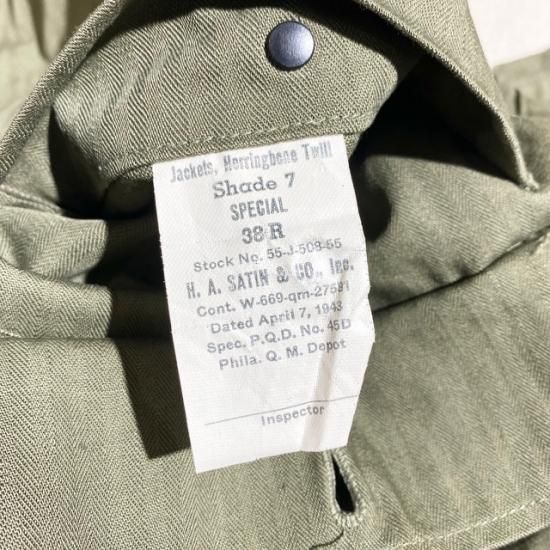 Jackets, Herringbone Twill
Shade 7
SPECIAL
38 R
Stock No. 55-J-508-55
H. A. SATIN & CO., Inc.
Cont. W-669-qm-27581
Dated April 7, 1943
Spec. P.Q.D. No. 45D
Phila. Q. M. Depot
Inspector